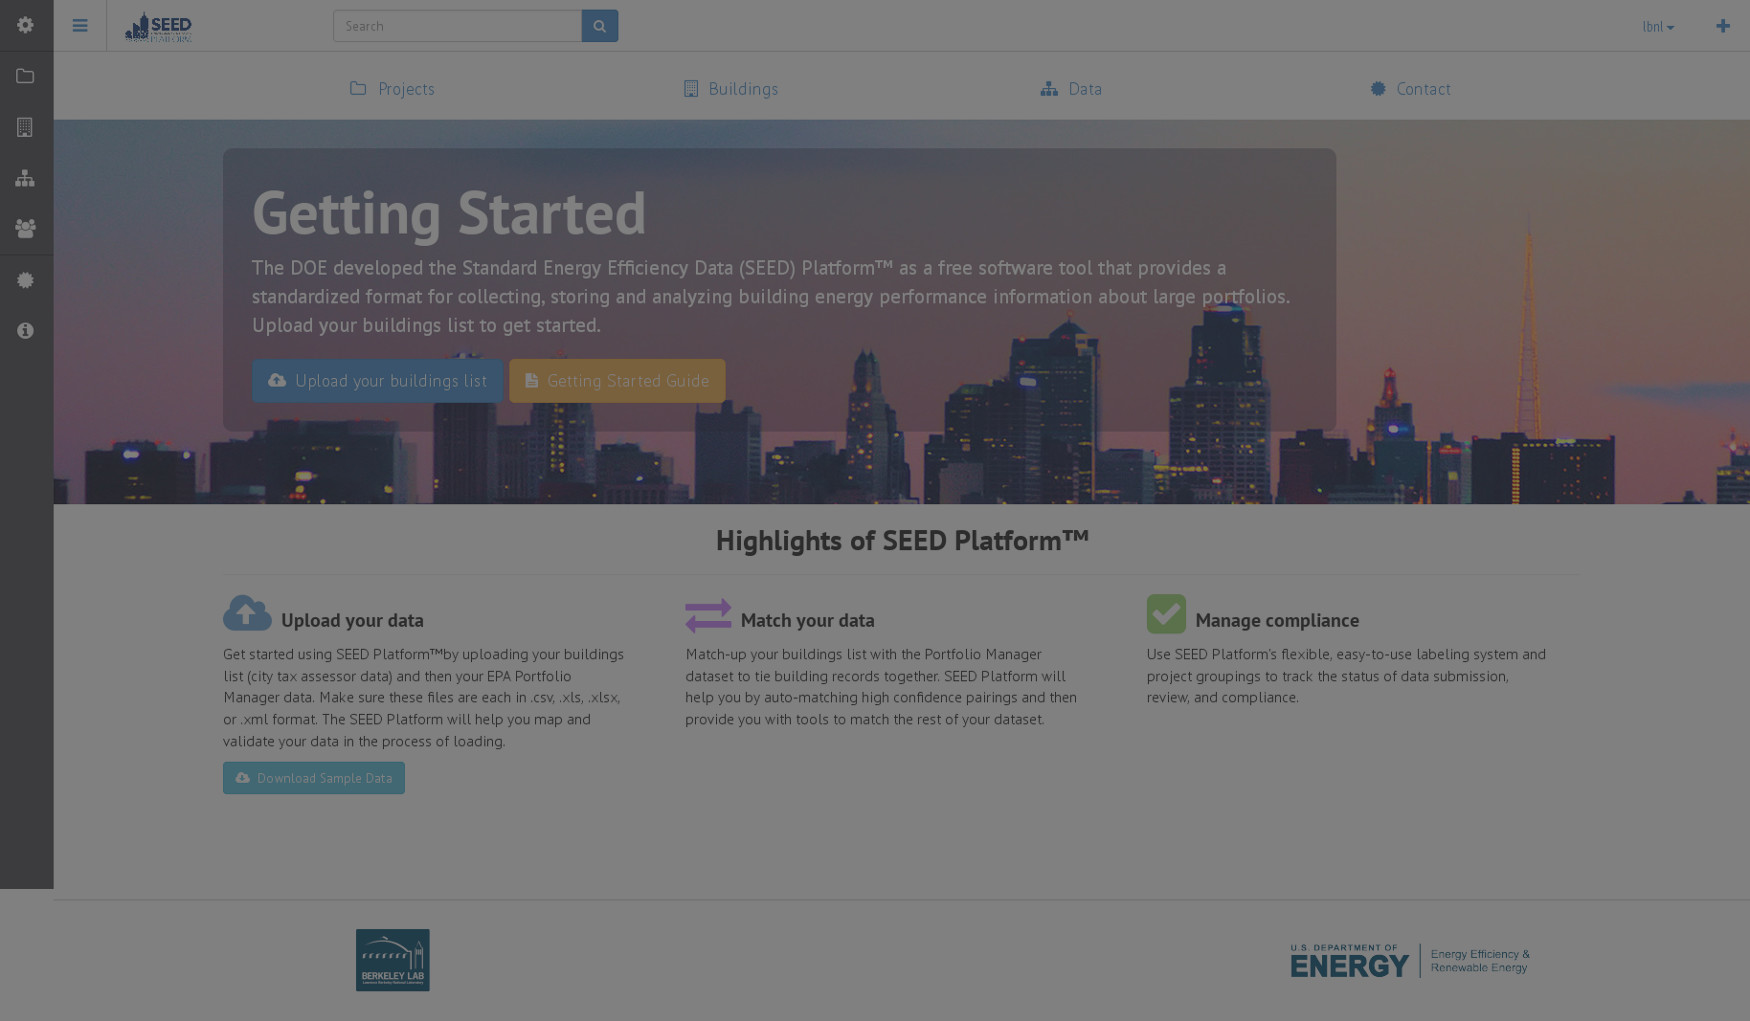 SEED
PLATFORM
Search
lbnl
Projects
Buildings
Data
Contact
Getting Started
The DOE developed the Standard Energy Efficiency Data (SEED) Platform™ as a free software tool that provides a
standardized format for collecting, storing and analyzing building energy performance information about large portfolios.
Upload your buildings list to get started.
Upload your buildings list
Getting Started Guide
Highlights of SEED Platform™
Upload your data
Get started using SEED Platform™by uploading your buildings
list (city tax assessor data) and then your EPA Portfolio
Manager data. Make sure these files are each in .csv, .xls, .xlsx,
or .xml format. The SEED Platform will help you map and
validate your data in the process of loading.
Download Sample Data
Match your data
Match-up your buildings list with the Portfolio Manager
dataset to tie building records together. SEED Platform will
help you by auto-matching high confidence pairings and then
provide you with tools to match the rest of your dataset.
Manage compliance
Use SEED Platform's flexible, easy-to-use labeling system and
project groupings to track the status of data submission,
review, and compliance.
BERKELEY LAB
Lawrence Berkeley National Laboratory
U.S. DEPARTMENT OF
ENERGY
Energy Efficiency &
Renewable Energy